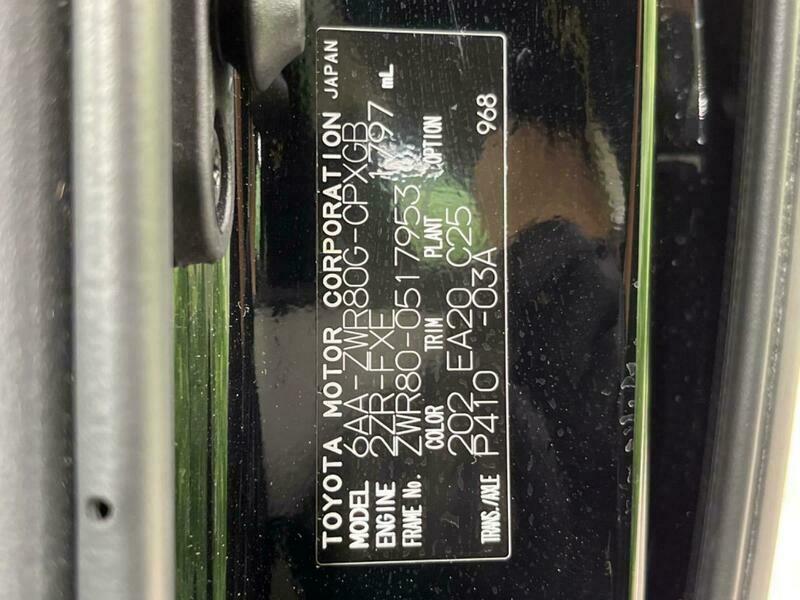 TOYOTA MOTOR CORPORATION JAPAN
MODEL 6AA-ZWR80G-CPXGB
ENGINE 2ZR-FXE 1797 mL
FRAME No. ZWR80-0517953
COLOR TRIM PLANT OPTION
202 EA20 C25
TRANS./AXLE P410 -03A 968